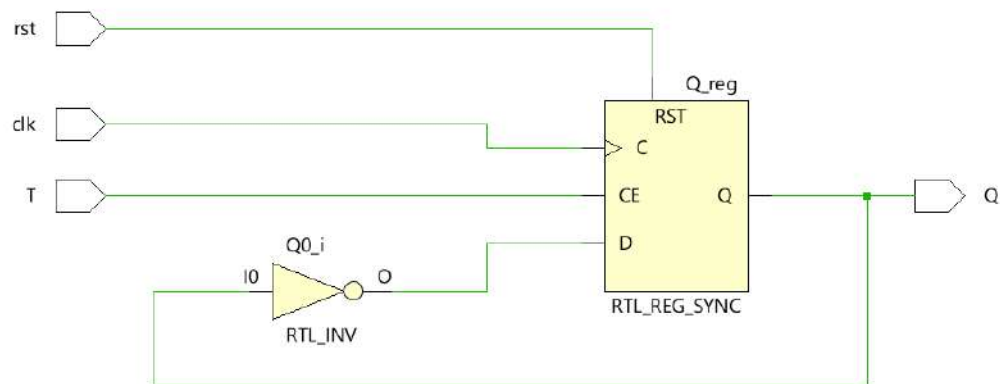 rst
Q_reg
RST
clk
C
T
CE
Q
Q
D
Q0_i
I0
O
RTL_REG_SYNC
RTL_INV